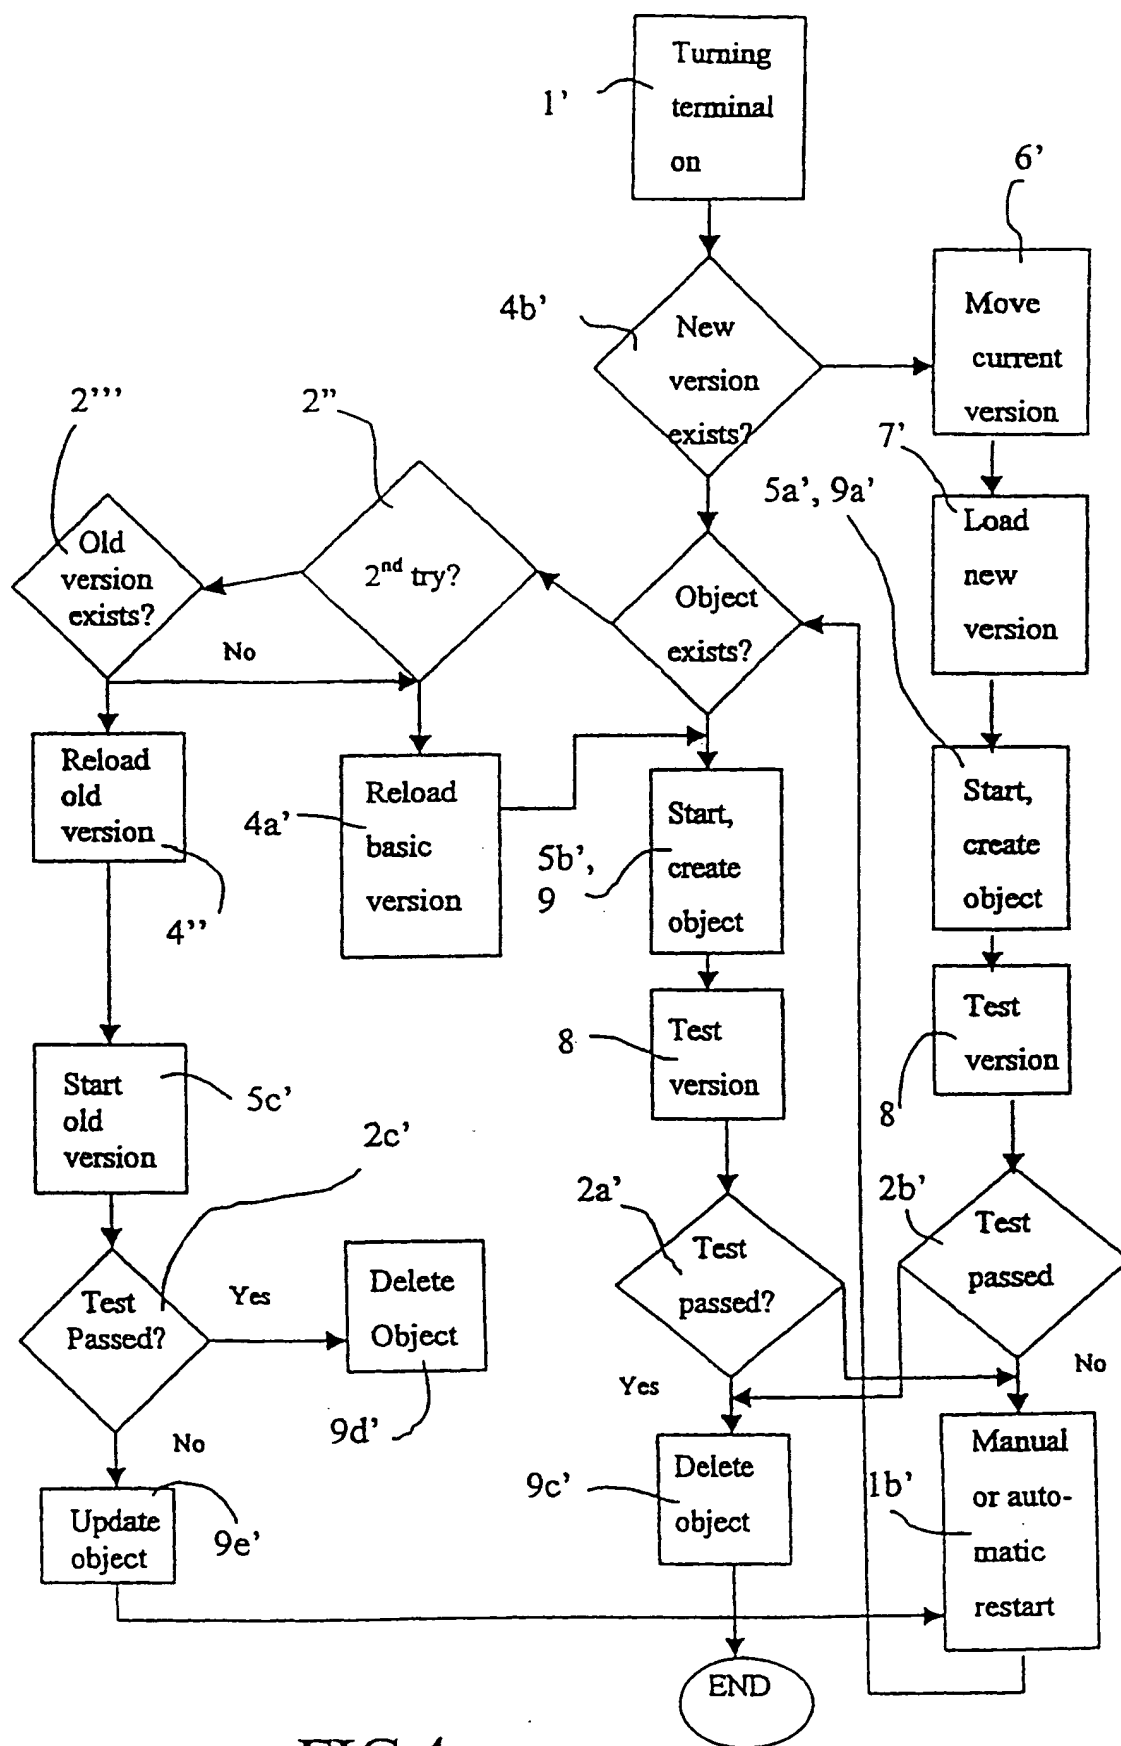 Turning
terminal
on
1'
6'
4b'
New
version
exists?
Move
current
version
2'''
2''
7'
5a', 9a'
Load
new
version
Old
version
exists?
2nd try?
Object
exists?
No
Reload
old
version
4''
4a'
Reload
basic
version
5b',
9
Start,
create
object
Start,
create
object
8
Test
version
Test
version
8
Start
old
version
5c'
2c'
2a'
Test
passed?
2b'
Test
passed
Test
Passed?
Yes
Delete
Object
9d'
No
Yes
No
9c'
Delete
object
1b'
Manual
or auto-
matic
restart
Update
object
9e'
END